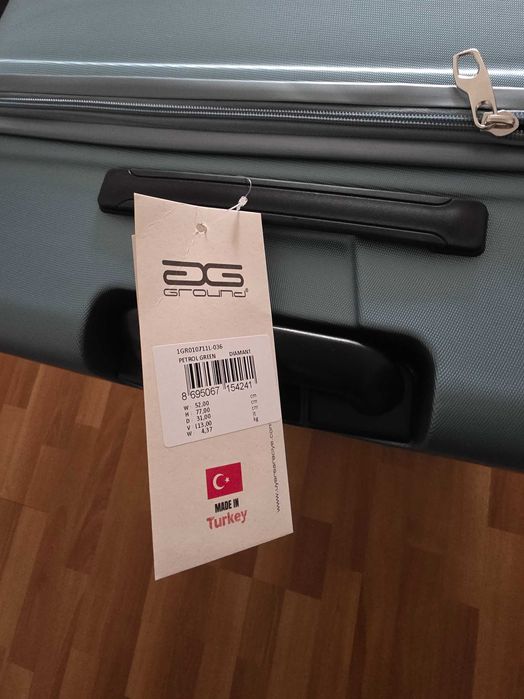 GROUND®
1GR010711L-036
PETROL GREEN DIAMANT
8 695067 154241
W : 52,00 cm
H : 77,00 cm
D : 31,00 cm
V : 113,00 lt
W : 4,37 kg
MADE IN
Turkey